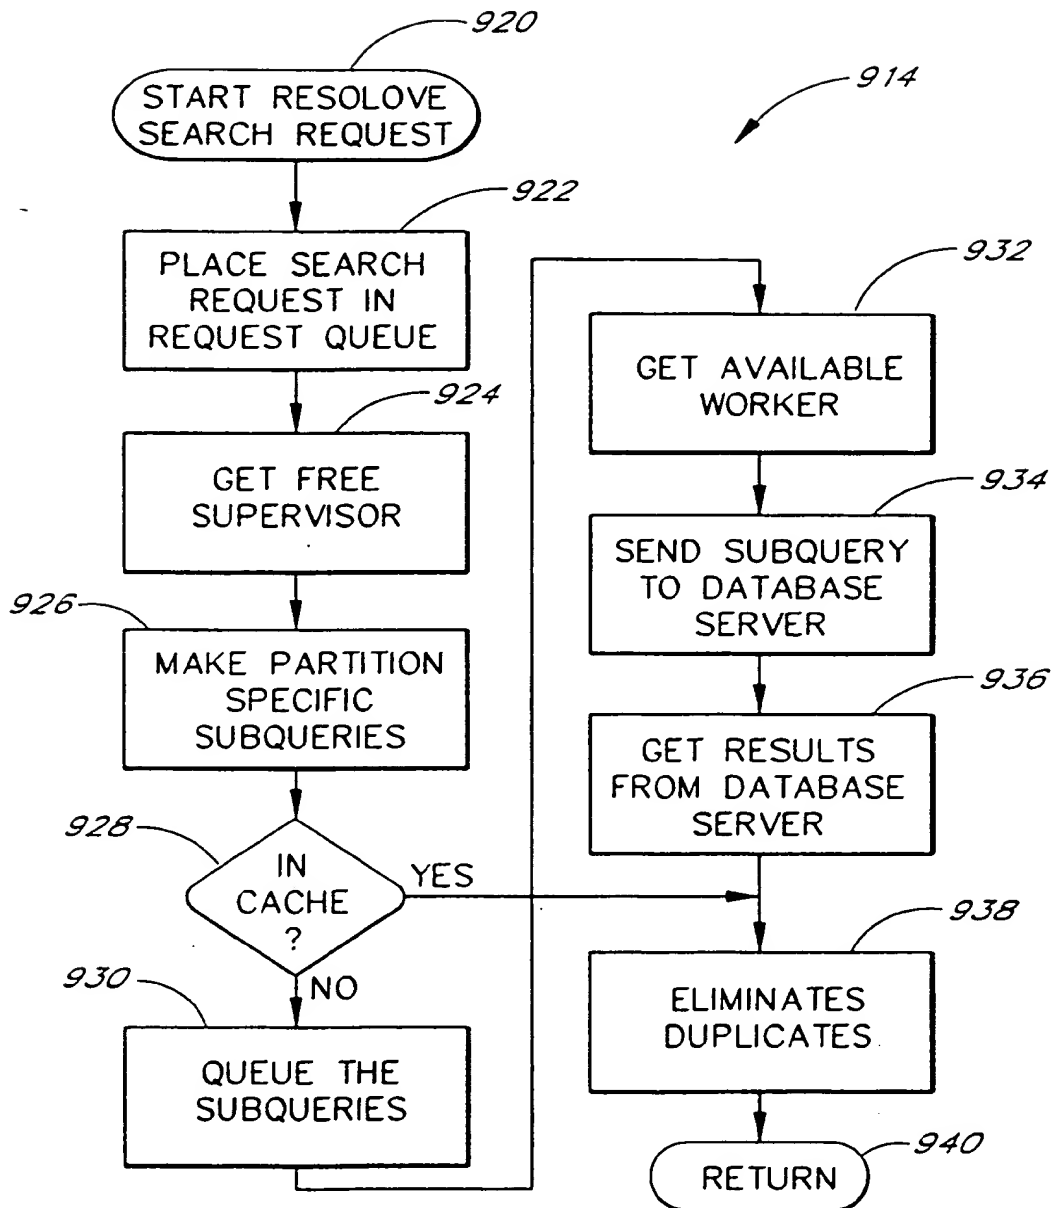 920
START RESOLOVE
SEARCH REQUEST
914
922
PLACE SEARCH
REQUEST IN
REQUEST QUEUE
924
GET FREE
SUPERVISOR
926
MAKE PARTITION
SPECIFIC
SUBQUERIES
928
IN
CACHE
?
YES
NO
930
QUEUE THE
SUBQUERIES
932
GET AVAILABLE
WORKER
934
SEND SUBQUERY
TO DATABASE
SERVER
936
GET RESULTS
FROM DATABASE
SERVER
938
ELIMINATES
DUPLICATES
940
RETURN